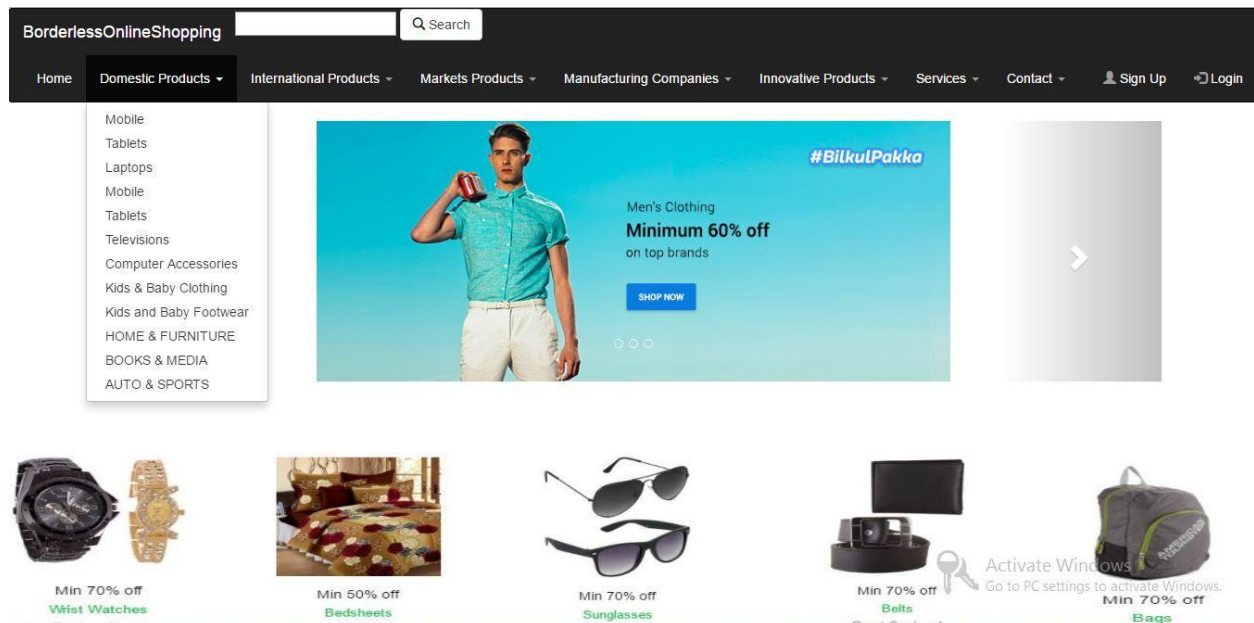 BorderlessOnlineShopping
Search
Home Domestic Products International Products Markets Products Manufacturing Companies Innovative Products Services Contact Sign Up Login
Mobile
Tablets
Laptops
Mobile
Tablets
Televisions
Computer Accessories
Kids & Baby Clothing
Kids and Baby Footwear
HOME & FURNITURE
BOOKS & MEDIA
AUTO & SPORTS
#BilkulPakka
Men's Clothing
Minimum 60% off
on top brands
SHOP NOW
Min 70% off
Wrist Watches
Min 50% off
Bedsheets
Min 70% off
Sunglasses
Min 70% off
Belts
AMERICAN
TOURISTER
Min 70% off
Bags
Activate Windows
Go to PC settings to activate Windows.